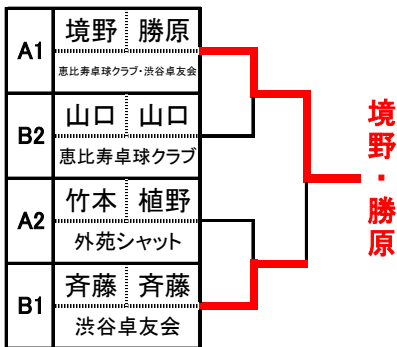 A1
境野 勝原
恵比寿卓球クラブ・渋谷卓友会
B2
山口 山口
恵比寿卓球クラブ
A2
竹本 植野
外苑シャット
B1
斉藤 斉藤
渋谷卓友会
境野・勝原